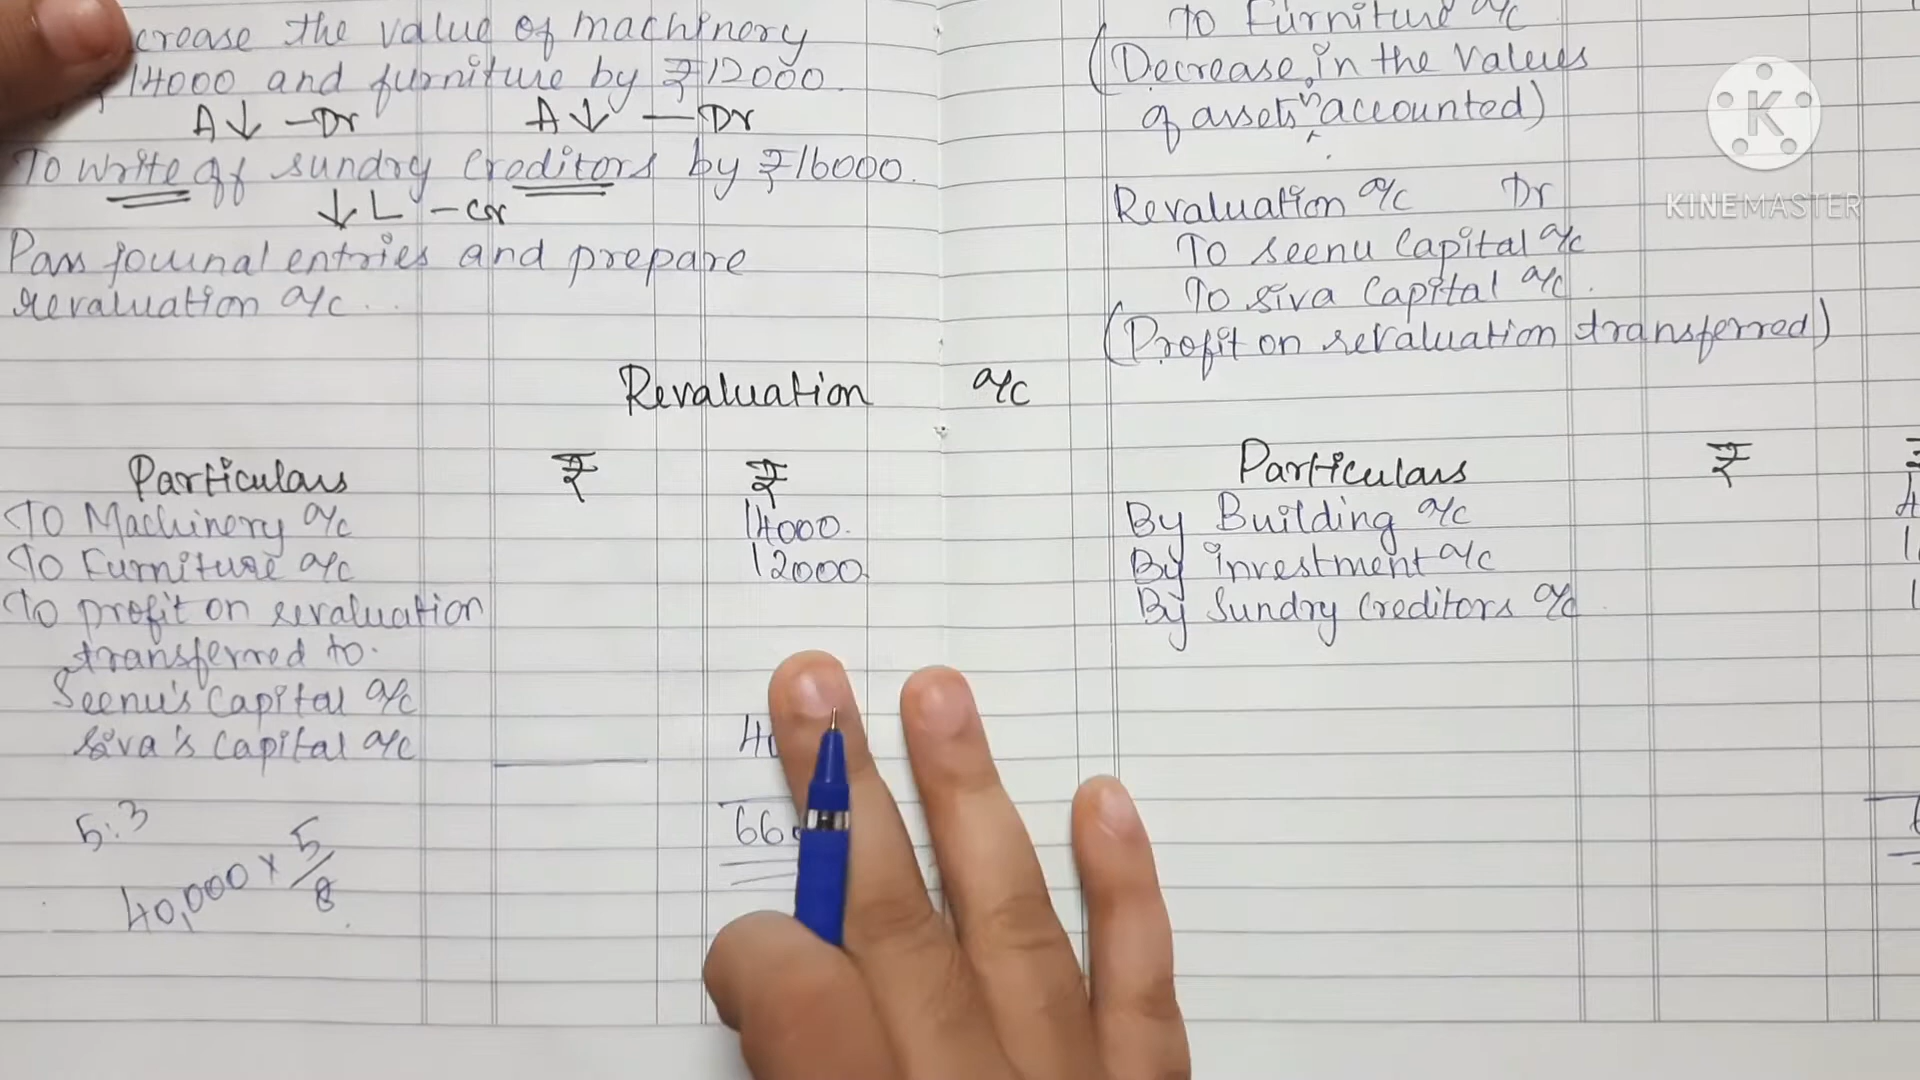 crease the value of machinery
14000 and furniture by ₹12000.
A↓ – Dr A↓ — Dr
To write off sundry creditors by ₹16000.
↓L – Cr
Pass journal entries and prepare
revaluation a/c..
To Furniture a/c
(Decrease in the values
of assets is accounted)
Revaluation a/c Dr
To Seenu Capital a/c
To Siva Capital a/c.
(Profit on revaluation transferred)
Revaluation a/c
Particulars ₹ ₹
To Machinery a/c 14000.
To Furniture a/c 12000
To profit on revaluation
transferred to.
Seenu's Capital a/c
Siva's Capital a/c
66
5:3
40,000 × 5/8
Particulars ₹
By Building a/c
By investment a/c
By Sundry Creditors a/c
K
KINEMASTER